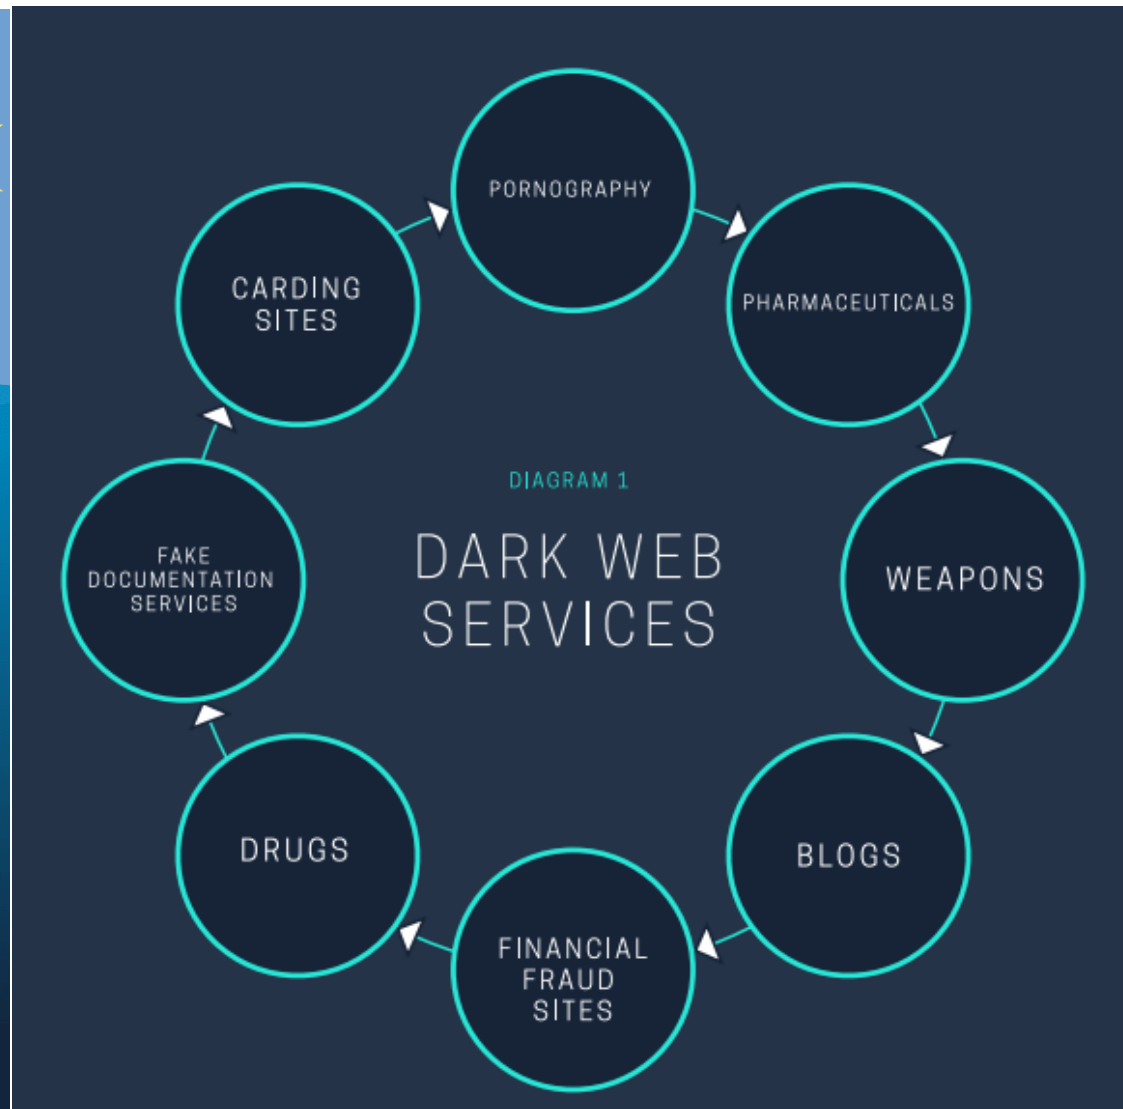 PORNOGRAPHY
PHARMACEUTICALS
WEAPONS
BLOGS
FINANCIAL
FRAUD
SITES
DRUGS
FAKE
DOCUMENTATION
SERVICES
CARDING
SITES
DIAGRAM 1
DARK WEB
SERVICES